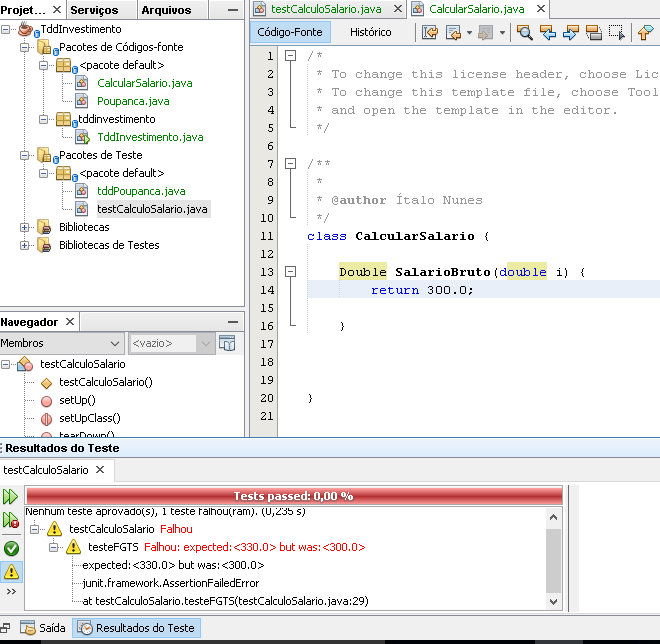 Projet...
Serviços
Arquivos
TddInvestimento
Pacotes de Códigos-fonte
<pacote default>
CalcularSalario.java
Poupanca.java
tddinvestimento
TddInvestimento.java
Pacotes de Teste
<pacote default>
tddPoupanca.java
testCalculoSalario.java
Bibliotecas
Bibliotecas de Testes
Navegador
Membros
<vazio>
testCalculoSalario
testCalculoSalario()
setUp()
setUpClass()
tearDown()
testCalculoSalario.java
CalcularSalario.java
Código-Fonte
Histórico
1 /*
2 * To change this license header, choose Lic
3 * To change this template file, choose Tool
4 * and open the template in the editor.
5 */
6
7 /**
8 *
9 * @author Ítalo Nunes
10 */
11 class CalcularSalario {
12
13 Double SalarioBruto(double i) {
14 return 300.0;
15
16 }
17
18
19
20 }
21
Resultados do Teste
testCalculoSalario
Tests passed: 0,00 %
Nenhum teste aprovado(s), 1 teste falhou(ram). (0,235 s)
testCalculoSalario Falhou
testeFGTS Falhou: expected:<330.0> but was:<300.0>
expected:<330.0> but was:<300.0>
junit.framework.AssertionFailedError
at testCalculoSalario.testeFGTS(testCalculoSalario.java:29)
Saída
Resultados do Teste